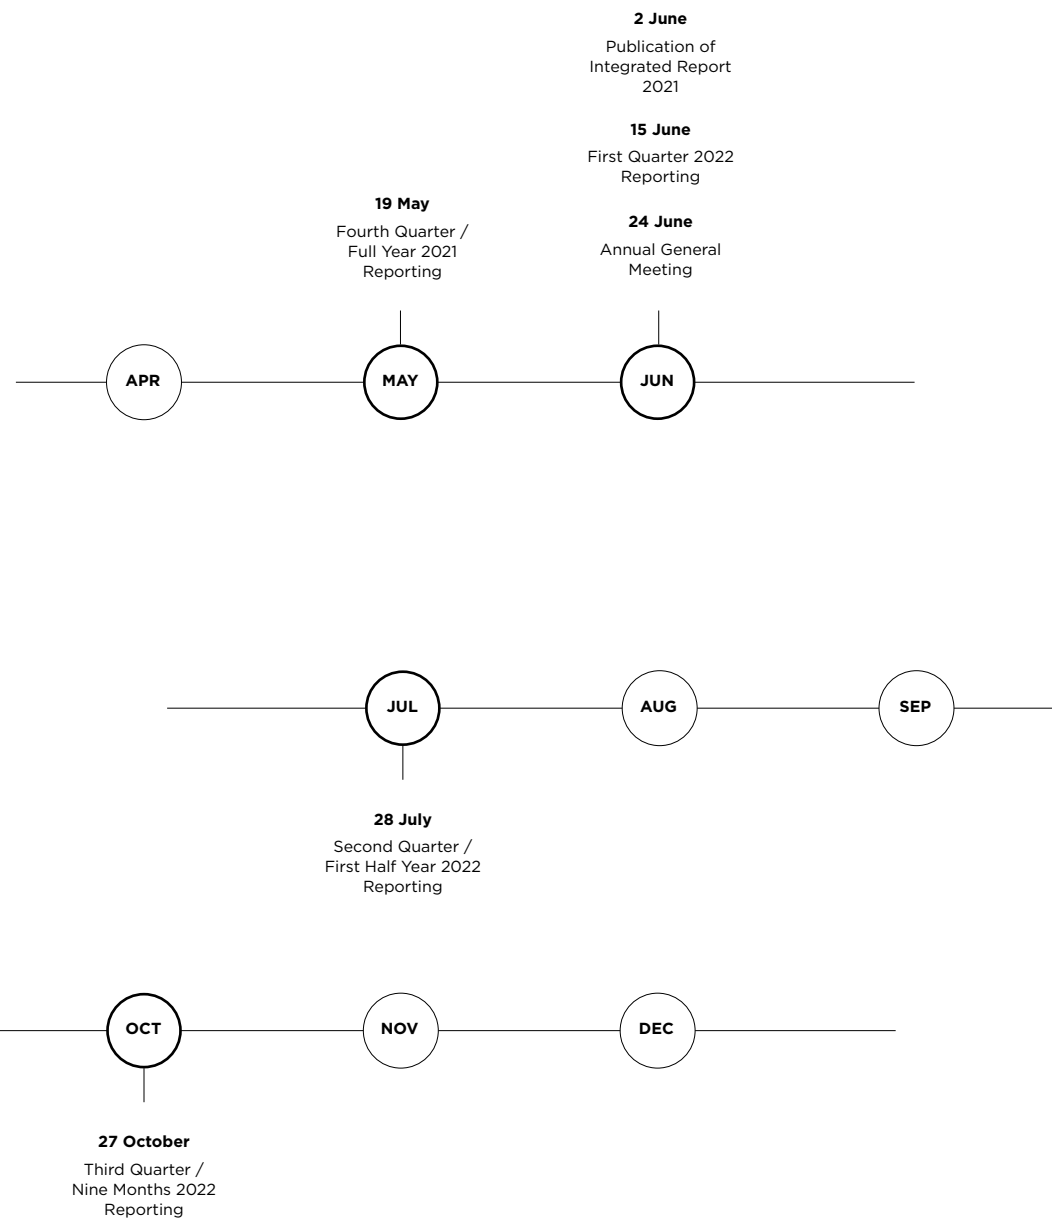 2 June
Publication of
Integrated Report
2021
15 June
First Quarter 2022
Reporting
19 May
Fourth Quarter /
Full Year 2021
Reporting
24 June
Annual General
Meeting
APR
MAY
JUN
JUL
AUG
SEP
28 July
Second Quarter /
First Half Year 2022
Reporting
OCT
NOV
DEC
27 October
Third Quarter /
Nine Months 2022
Reporting